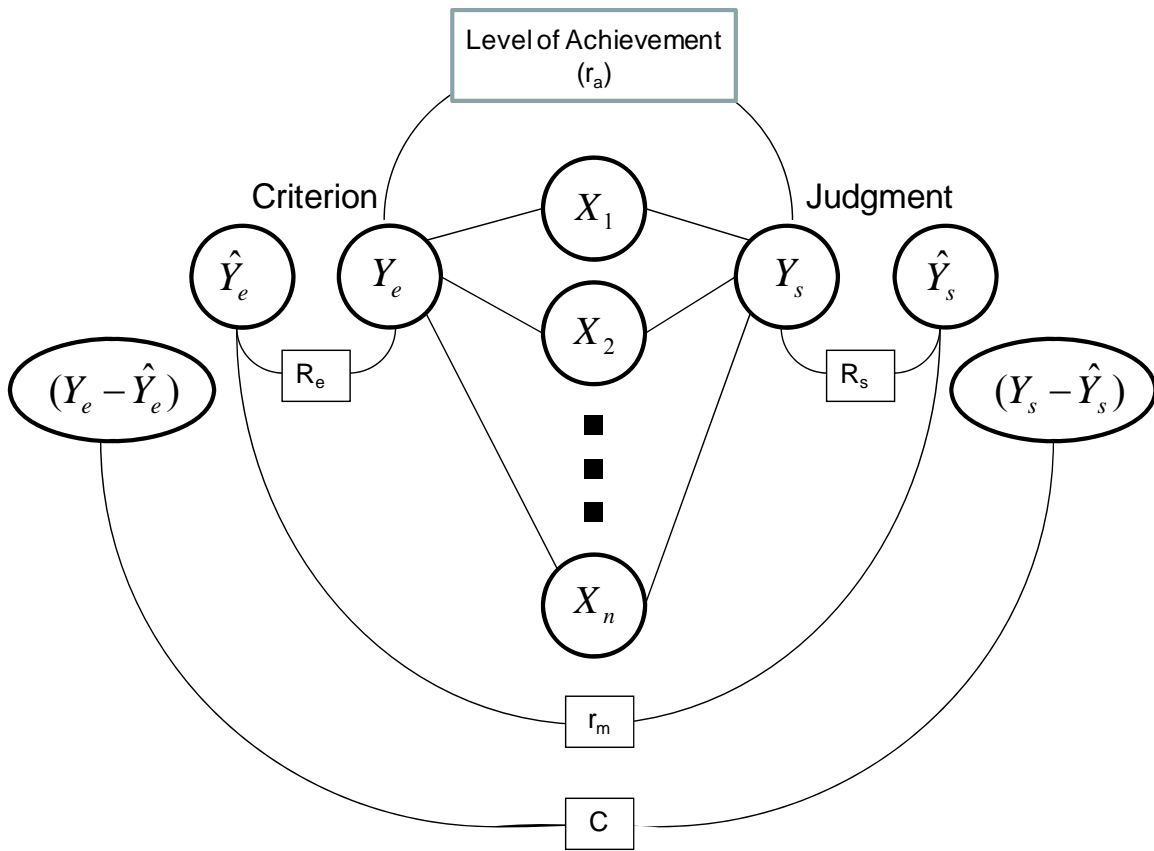 Level of Achievement
(rₐ)
Criterion
Judgment
X₁
Ŷₑ
Yₑ
Yₛ
Ŷₛ
X₂
Rₑ
Rₛ
(Yₑ − Ŷₑ)
(Yₛ − Ŷₛ)
Xₙ
rₘ
C